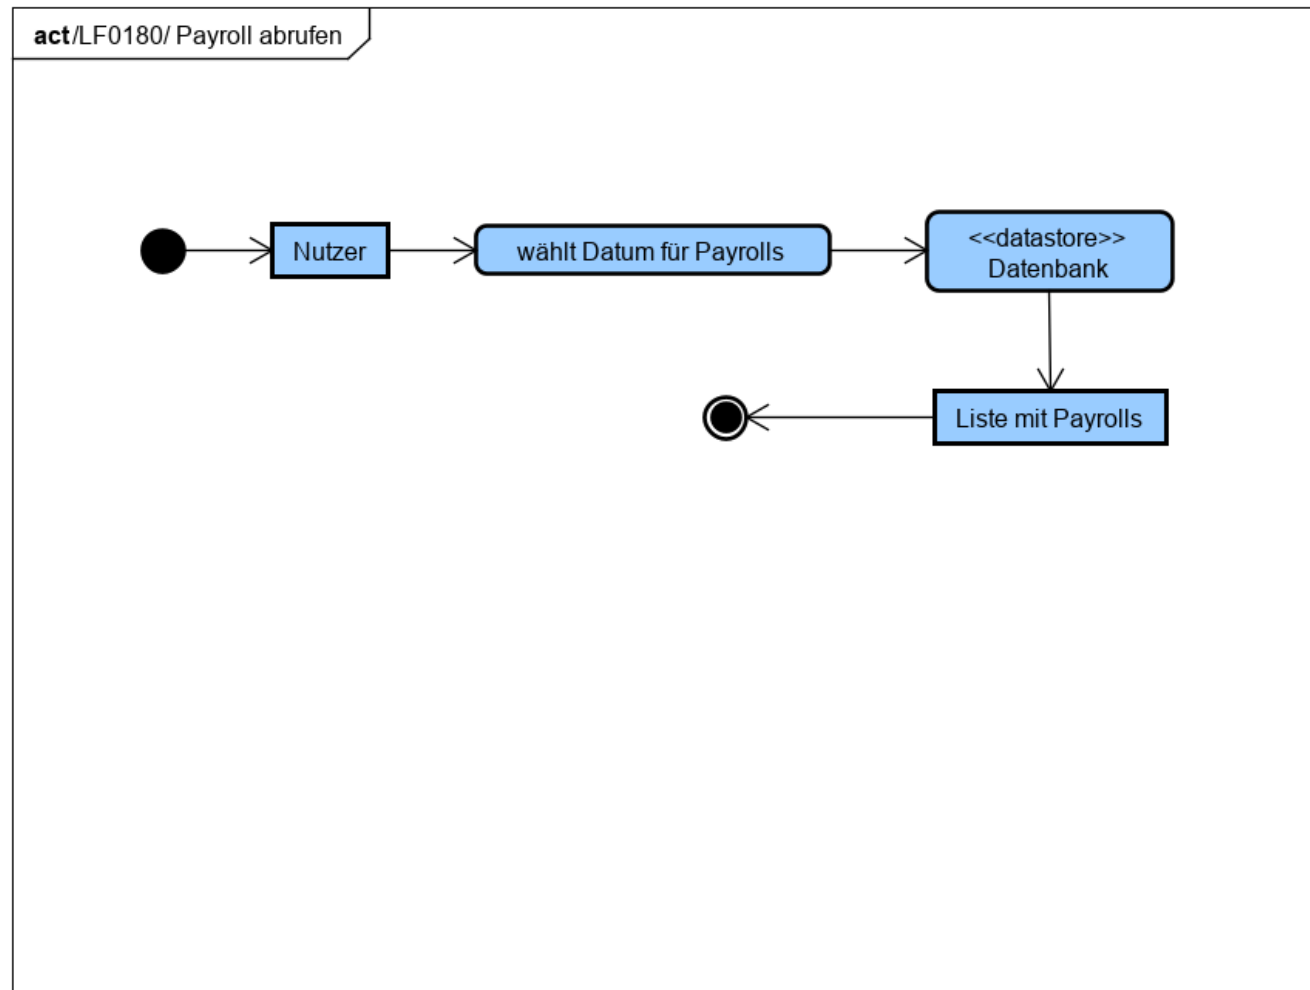 act/LF0180/ Payroll abrufen
Nutzer
wählt Datum für Payrolls
<<datastore>>
Datenbank
Liste mit Payrolls